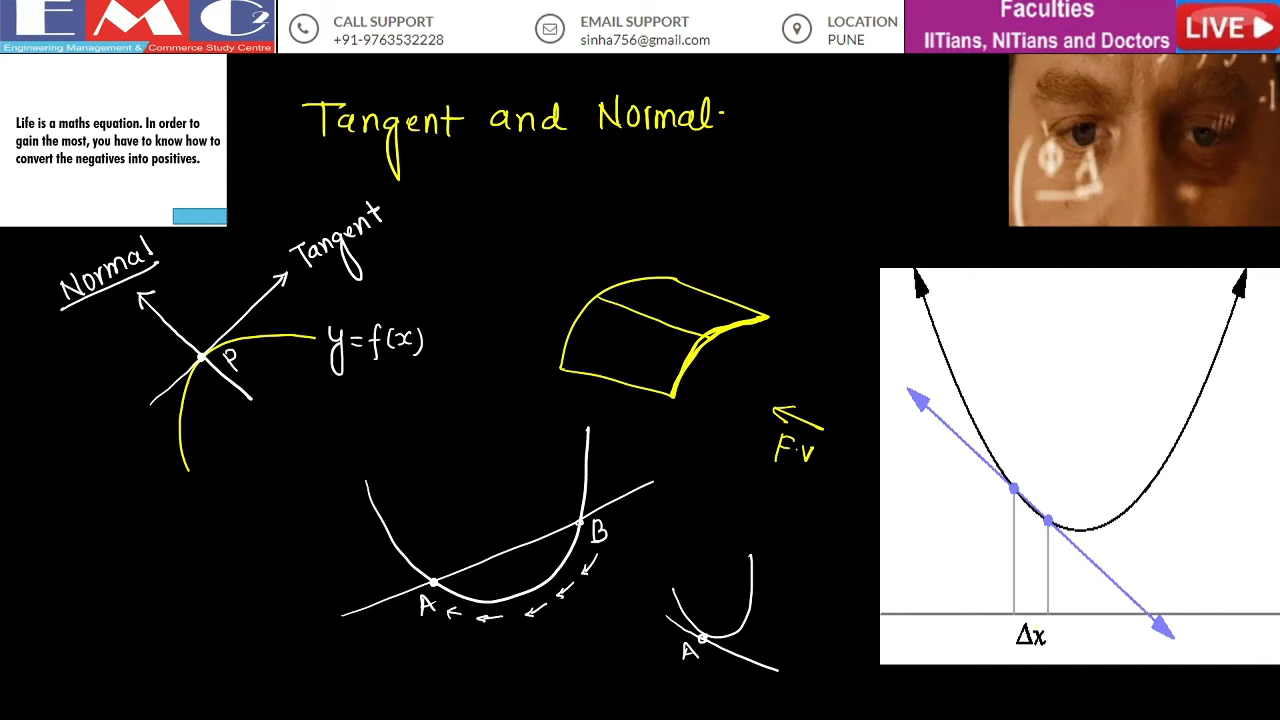 EMC²
Engineering Management & Commerce Study Centre
CALL SUPPORT
+91-9763532228
EMAIL SUPPORT
sinha756@gmail.com
LOCATION
PUNE
Faculties
IITians, NITians and Doctors
LIVE
Life is a maths equation. In order to
gain the most, you have to know how to
convert the negatives into positives.
Tangent and Normal.
Normal
Tangent
P
y=f(x)
F.V
B
A
A
Δx